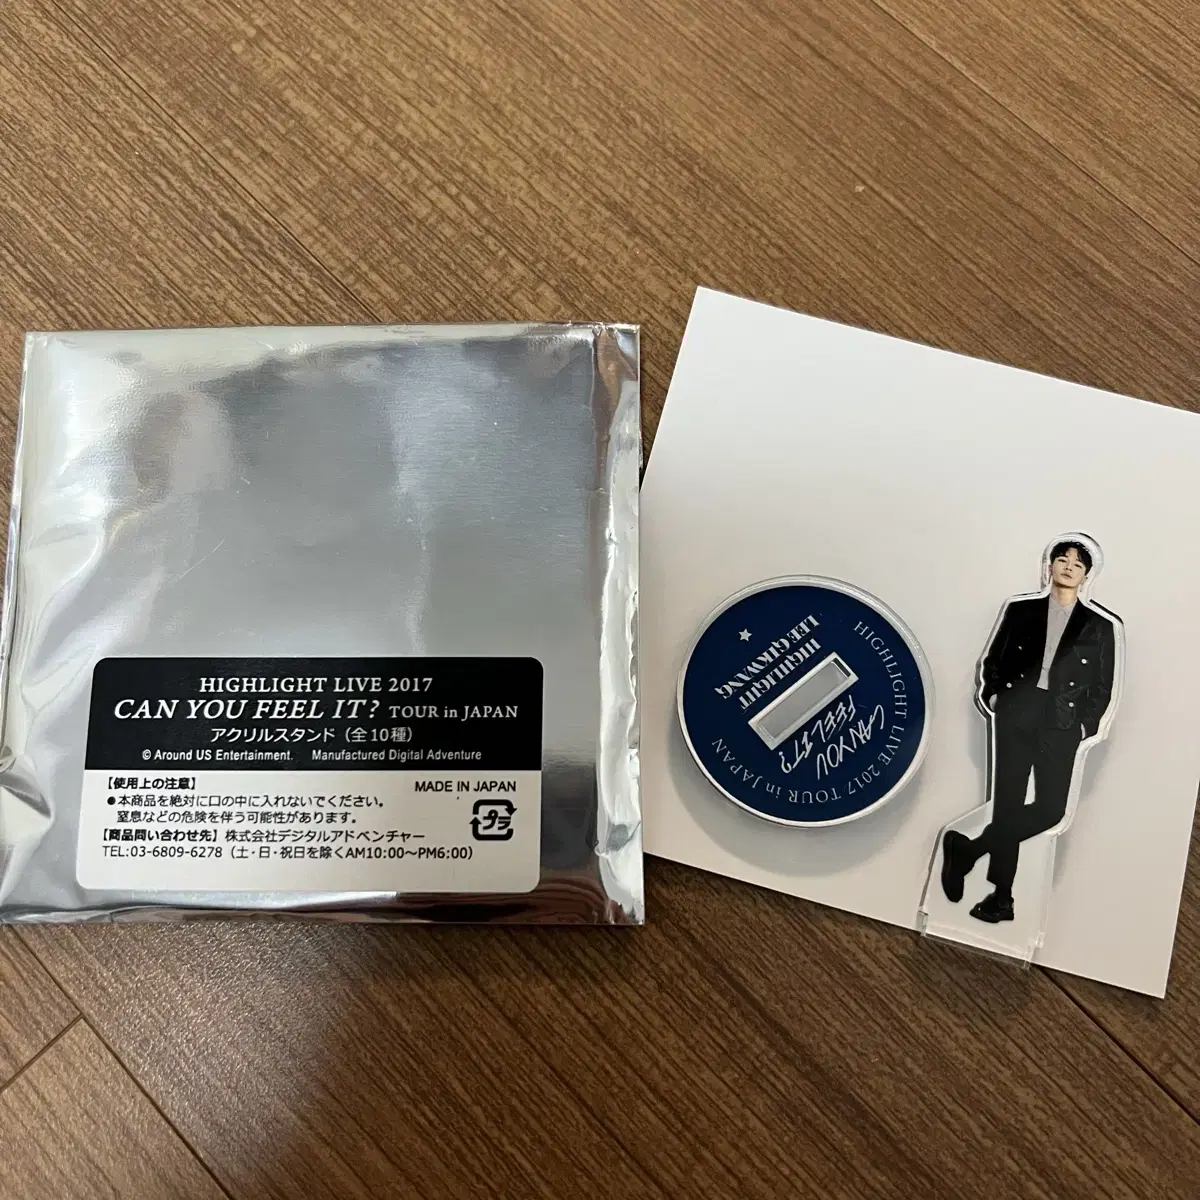 HIGHLIGHT LIVE 2017
CAN YOU FEEL IT? TOUR in JAPAN
アクリルスタンド（全10種）
© Around US Entertainment. Manufactured Digital Adventure
【使用上の注意】
MADE IN JAPAN
●本商品を絶対に口の中に入れないでください。
窒息などの危険を伴う可能性があります。
プラ
【商品問い合わせ先】株式会社デジタルアドベンチャー
TEL:03-6809-6278（土・日・祝日を除くAM10:00～PM6:00）
HIGHLIGHT LIVE 2017 TOUR in JAPAN
HIGHLIGHT
LEE GIKWANG
CAN YOU
FEEL IT?